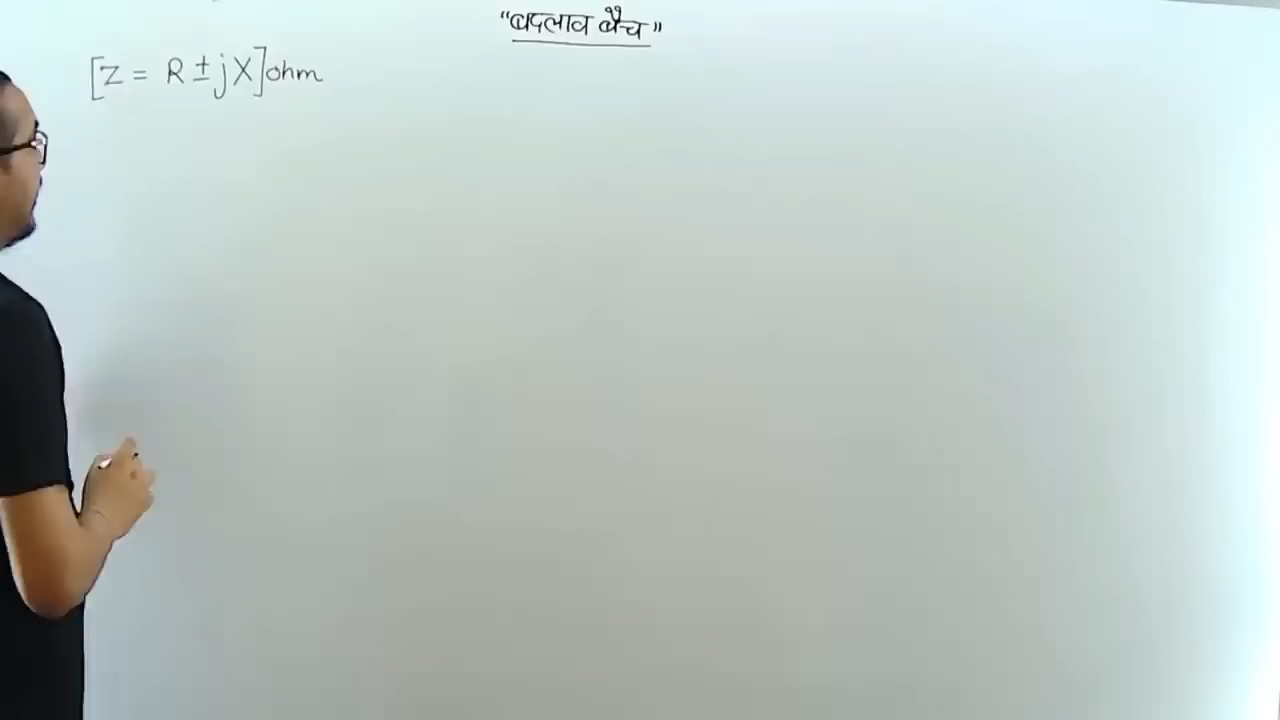 “बदलाव बैच”
[Z = R ± jX] ohm